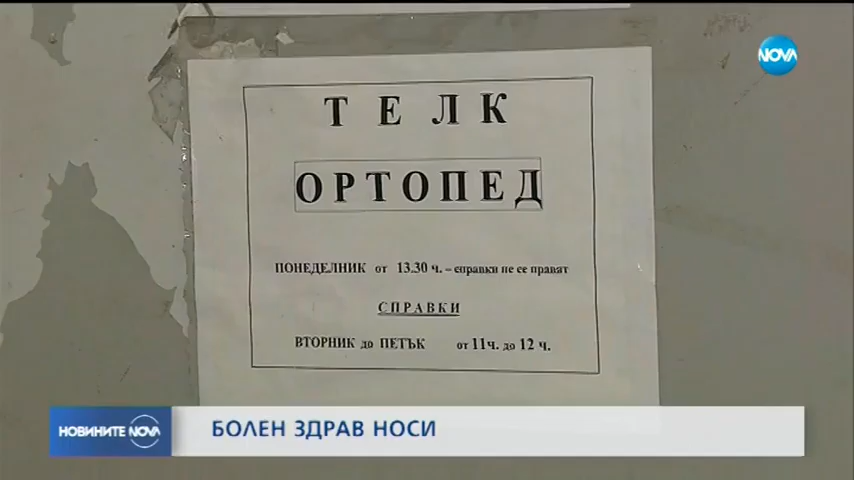 NOVA
ТЕЛК
ОРТОПЕД
ПОНЕДЕЛНИК от 13.30 ч. – справки не се правят
СПРАВКИ
ВТОРНИК до ПЕТЪК от 11ч. до 12 ч.
НОВИНИТЕ NOVA
БОЛЕН ЗДРАВ НОСИ